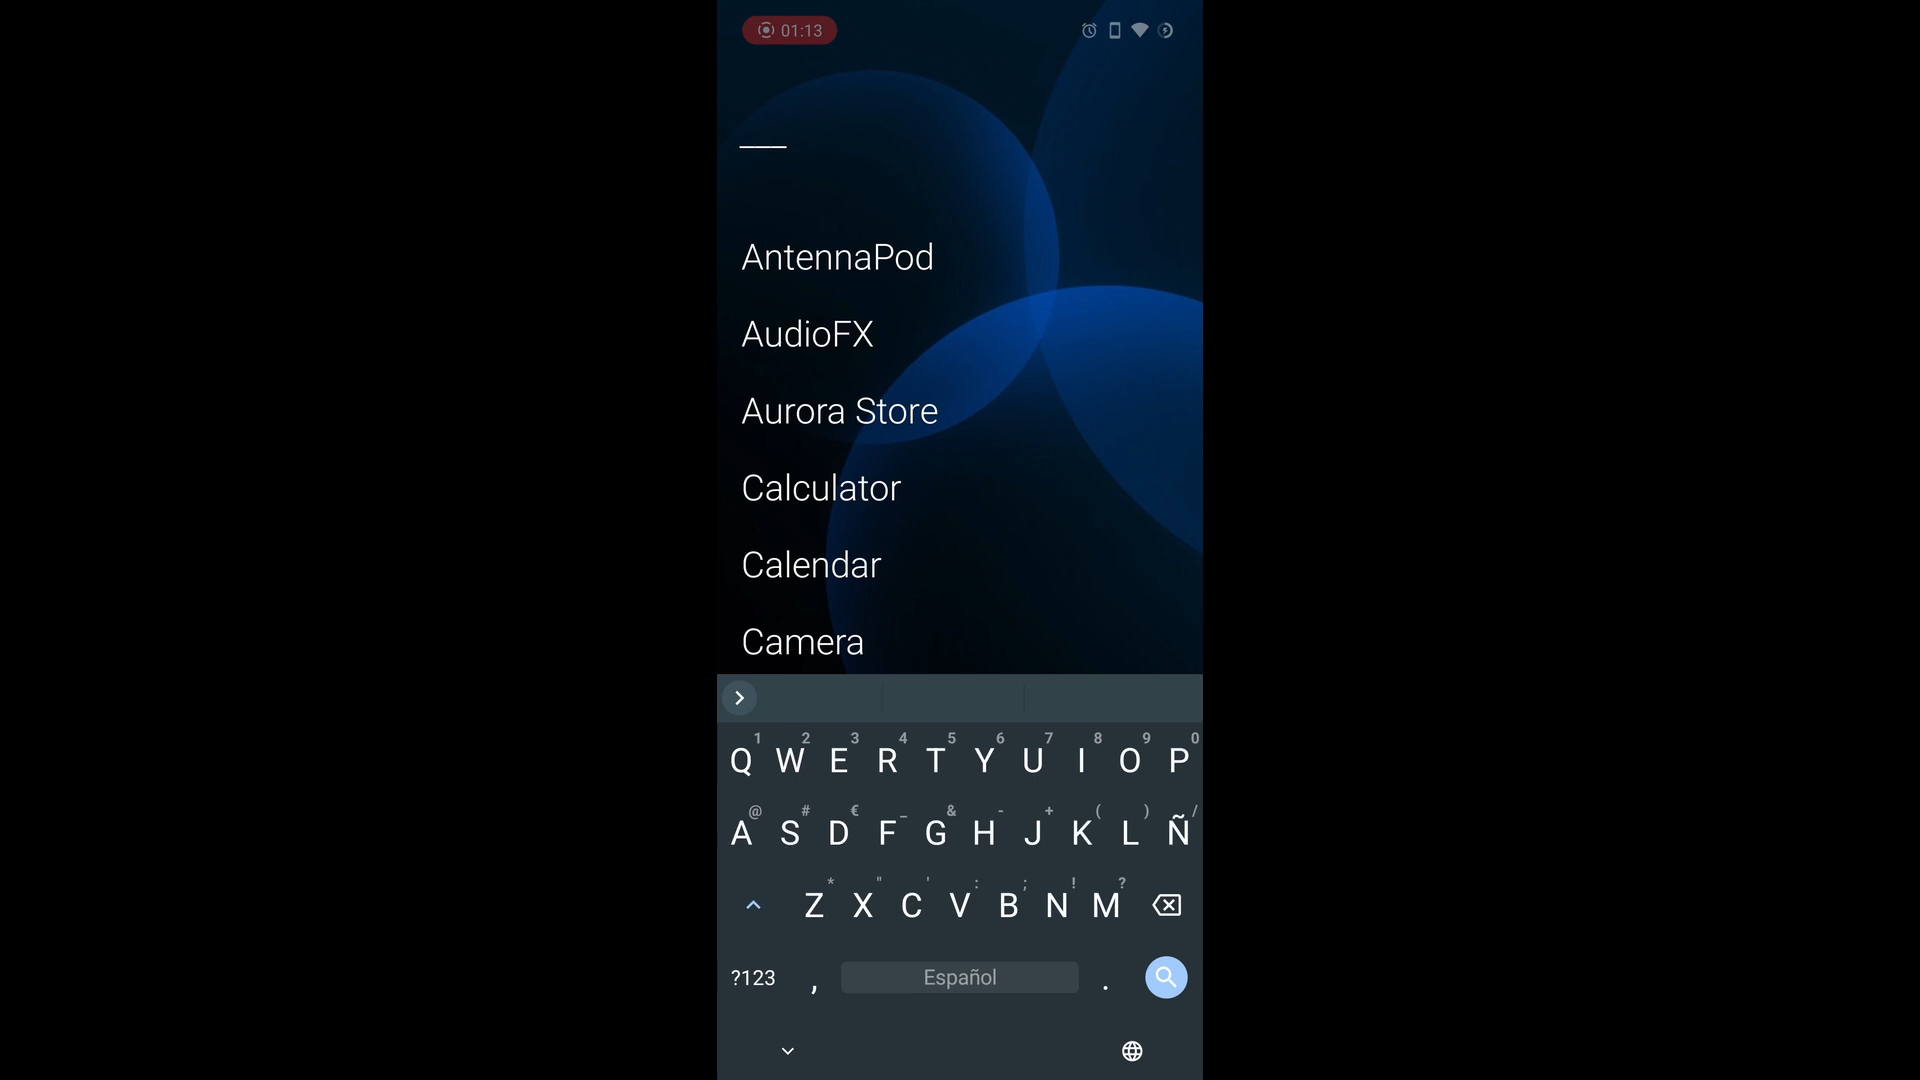 01:13
AntennaPod
AudioFX
Aurora Store
Calculator
Calendar
Camera
1 2 3 4 5 6 7 8 9 0
Q W E R T Y U I O P
@ # € _ & - + ( ) /
A S D F G H J K L Ñ
* " ' : ; ! ?
Z X C V B N M
?123 , Español .